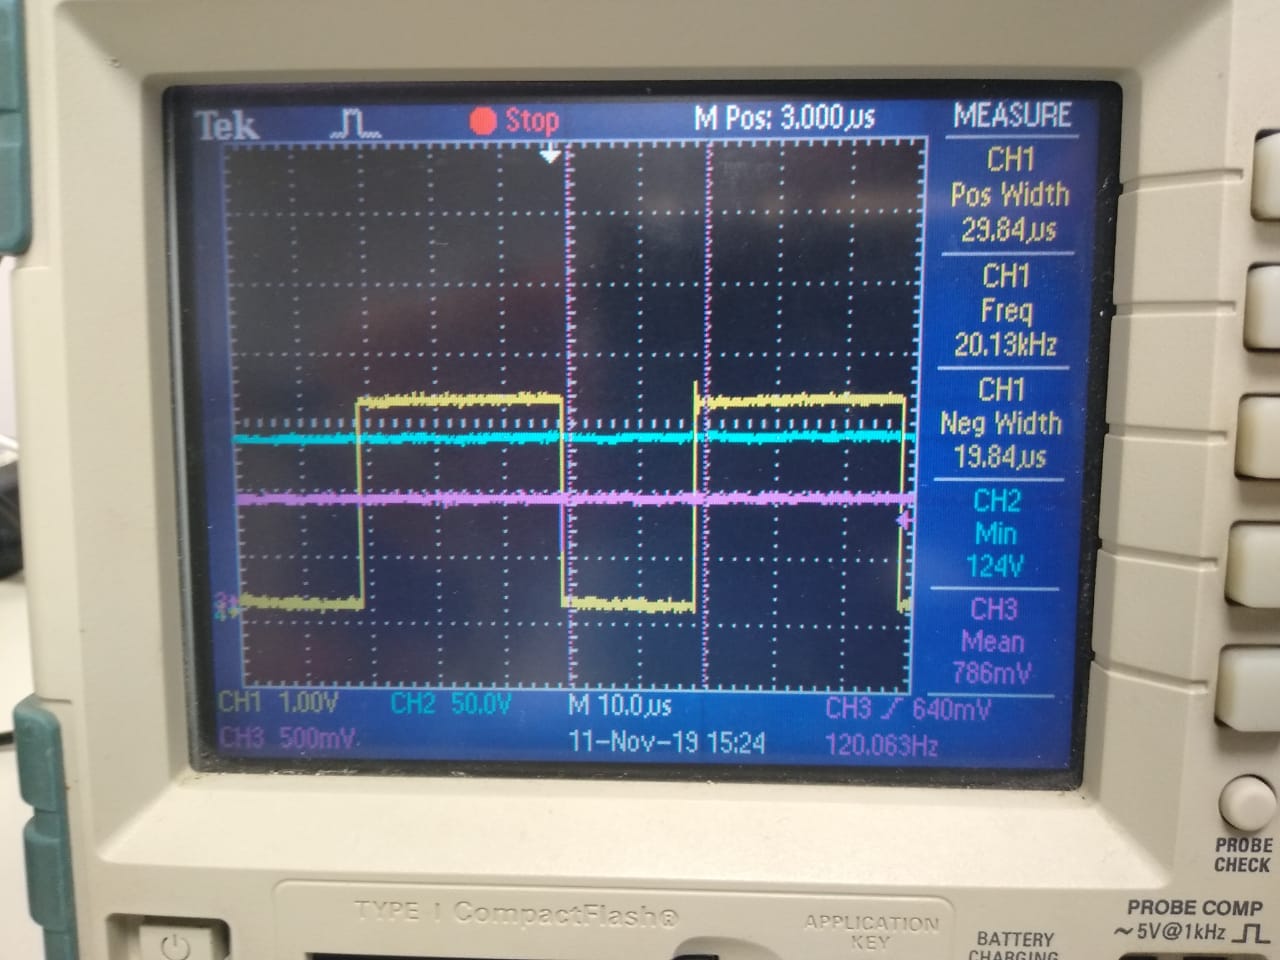 Tek Stop M Pos: 3.000µs MEASURE
CH1
Pos Width
29.84µs
CH1
Freq
20.13kHz
CH1
Neg Width
19.84µs
CH2
Min
124V
CH3
Mean
786mV
CH1 1.00V CH2 50.0V M 10.0µs CH3 640mV
CH3 500mV 11-Nov-19 15:24 120.063Hz
PROBE
CHECK
TYPE I CompactFlash®
APPLICATION
KEY
BATTERY
CHARGING
PROBE COMP
~5V@1kHz